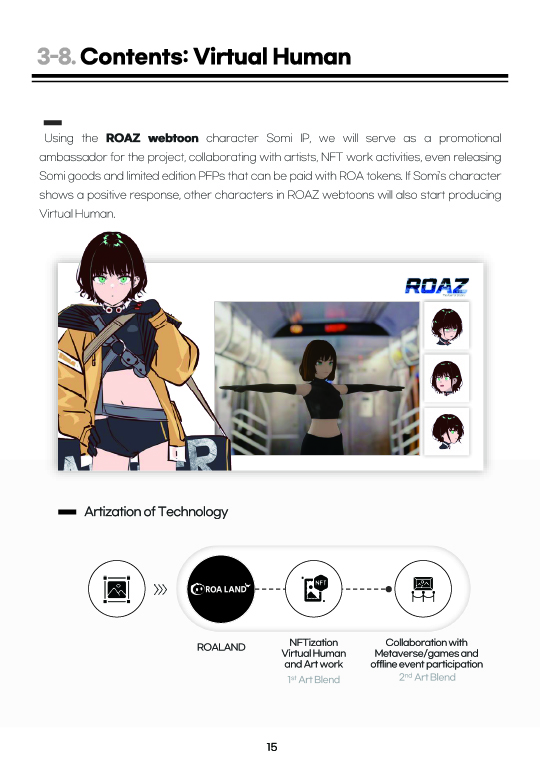 3-8. Contents: Virtual Human
Using the ROAZ webtoon character Somi IP, we will serve as a promotional
ambassador for the project, collaborating with artists, NFT work activities, even releasing
Somi goods and limited edition PFPs that can be paid with ROA tokens. If Somi's character
shows a positive response, other characters in ROAZ webtoons will also start producing
Virtual Human.
ROAZ
Artization of Technology
ROA LAND
NFT
ROALAND
NFTization
Virtual Human
and Art work
1st Art Blend
Collaboration with
Metaverse/games and
offline event participation
2nd Art Blend
15